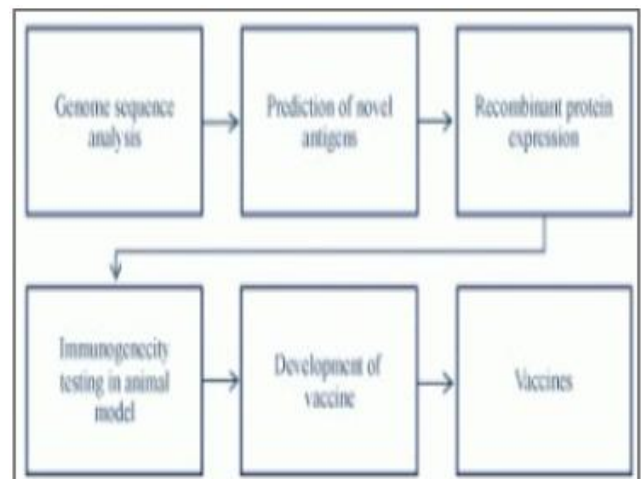 Genome sequence
analysis
Prediction of novel
antigens
Recombinant protein
expression
Immunogenecity
testing in animal
model
Development of
vaccine
Vaccines